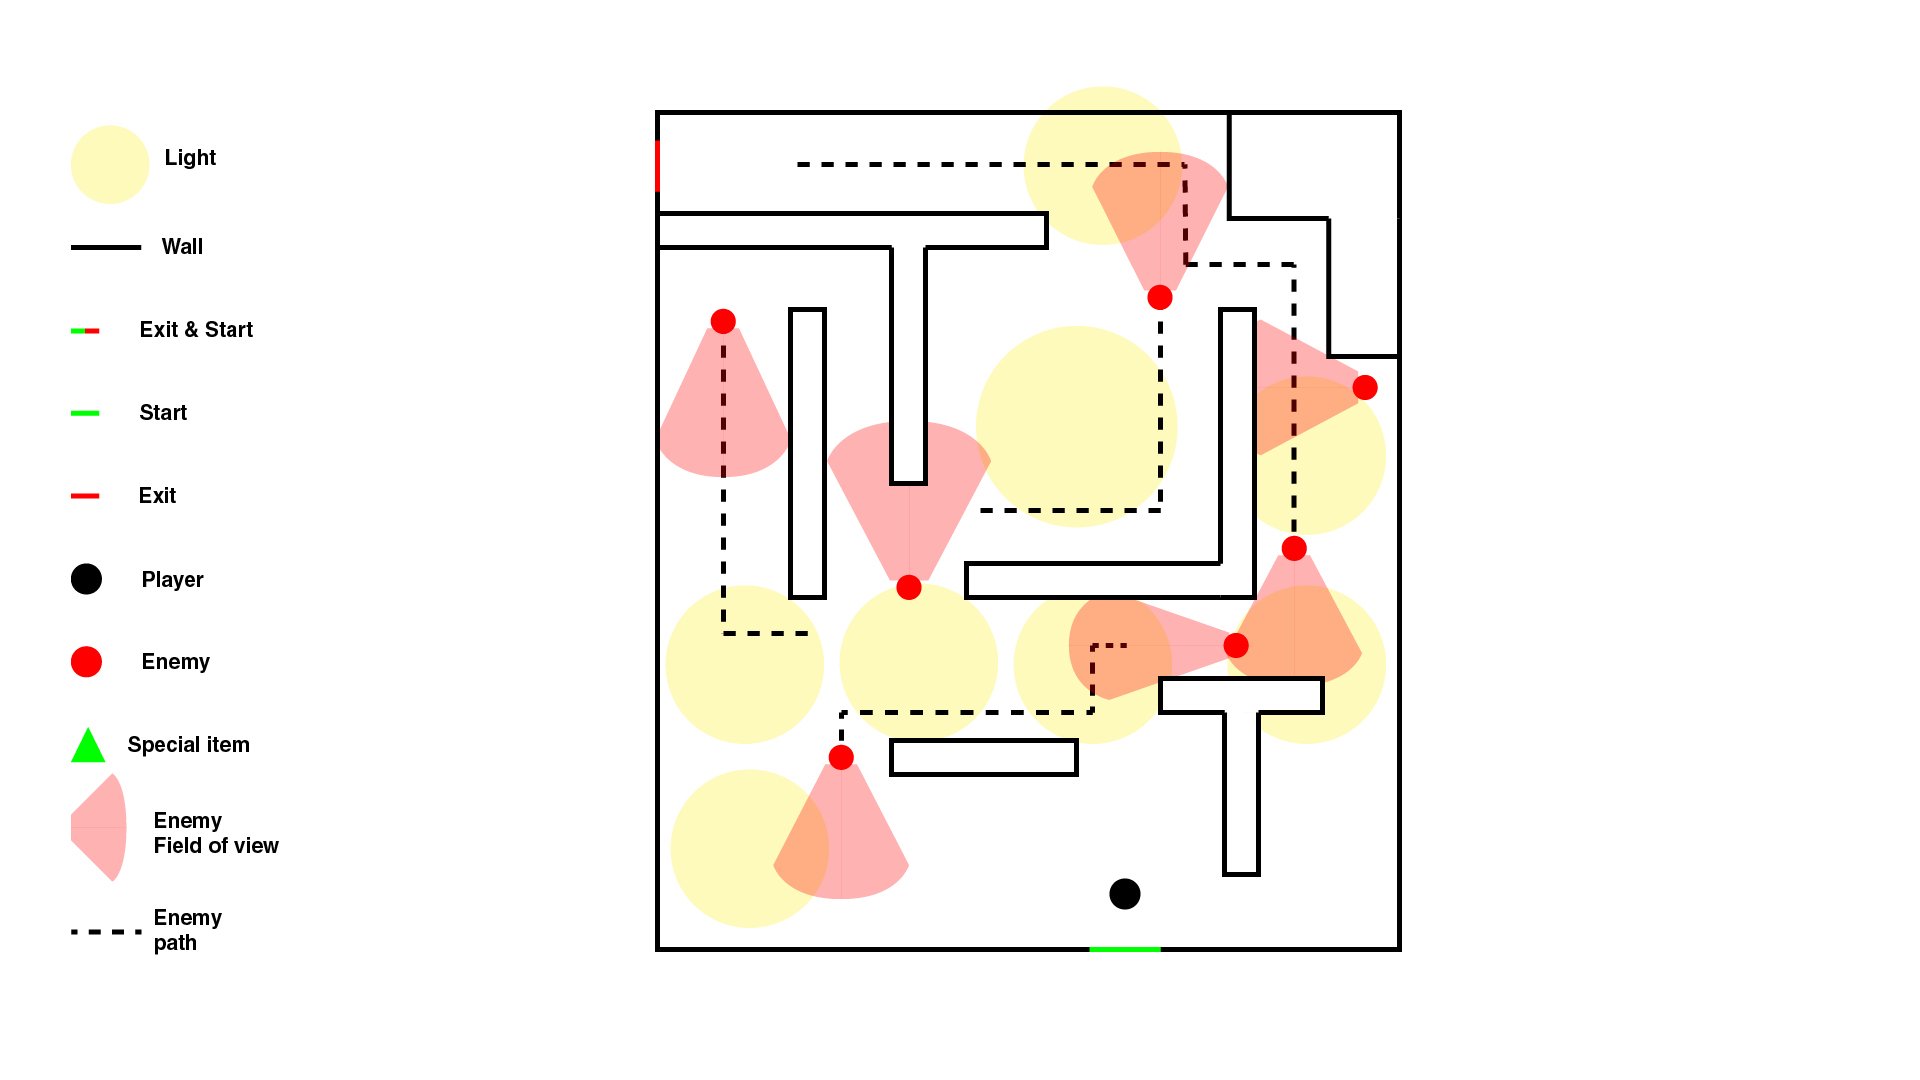 Light
Wall
Exit & Start
Start
Exit
Player
Enemy
Special item
Enemy
Field of view
Enemy
path